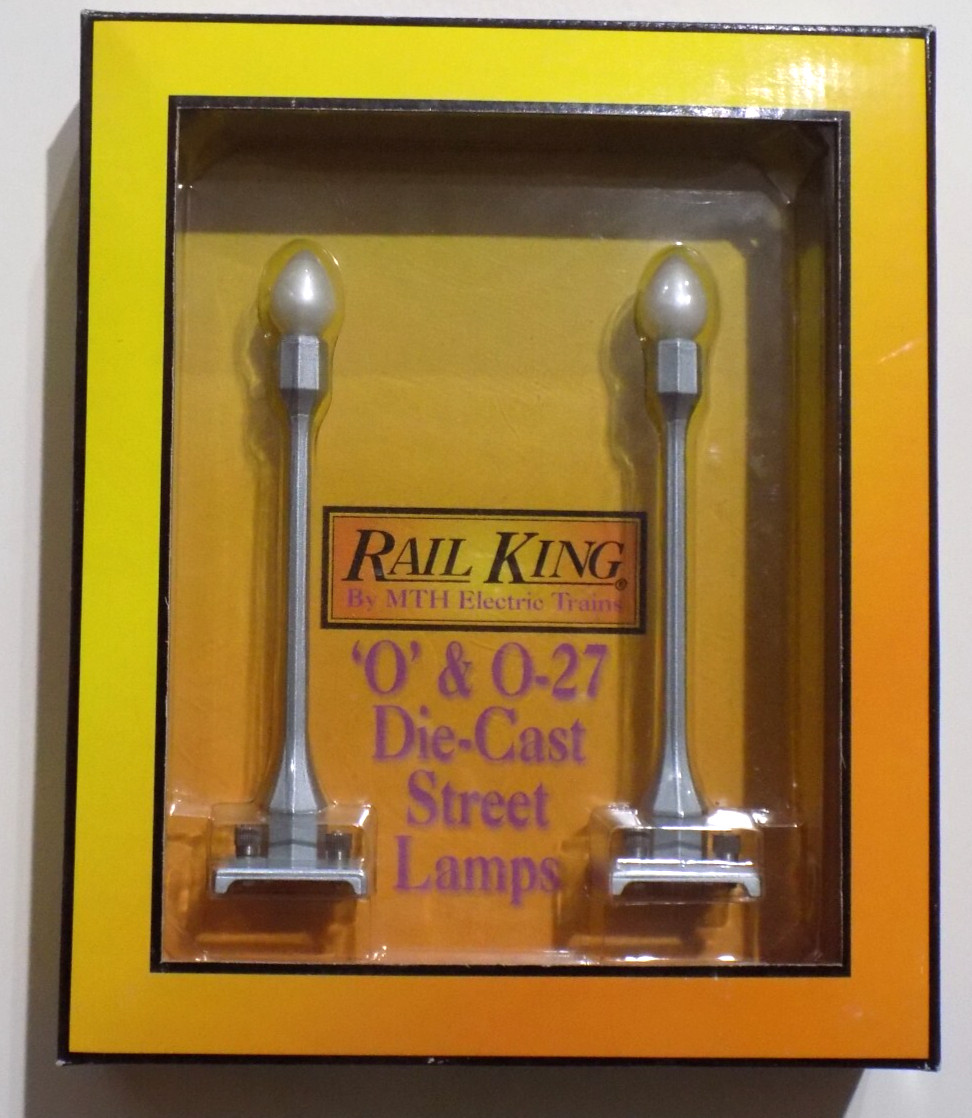 RAIL KING®
By MTH Electric Trains
'O' & O-27
Die-Cast
Street
Lamps